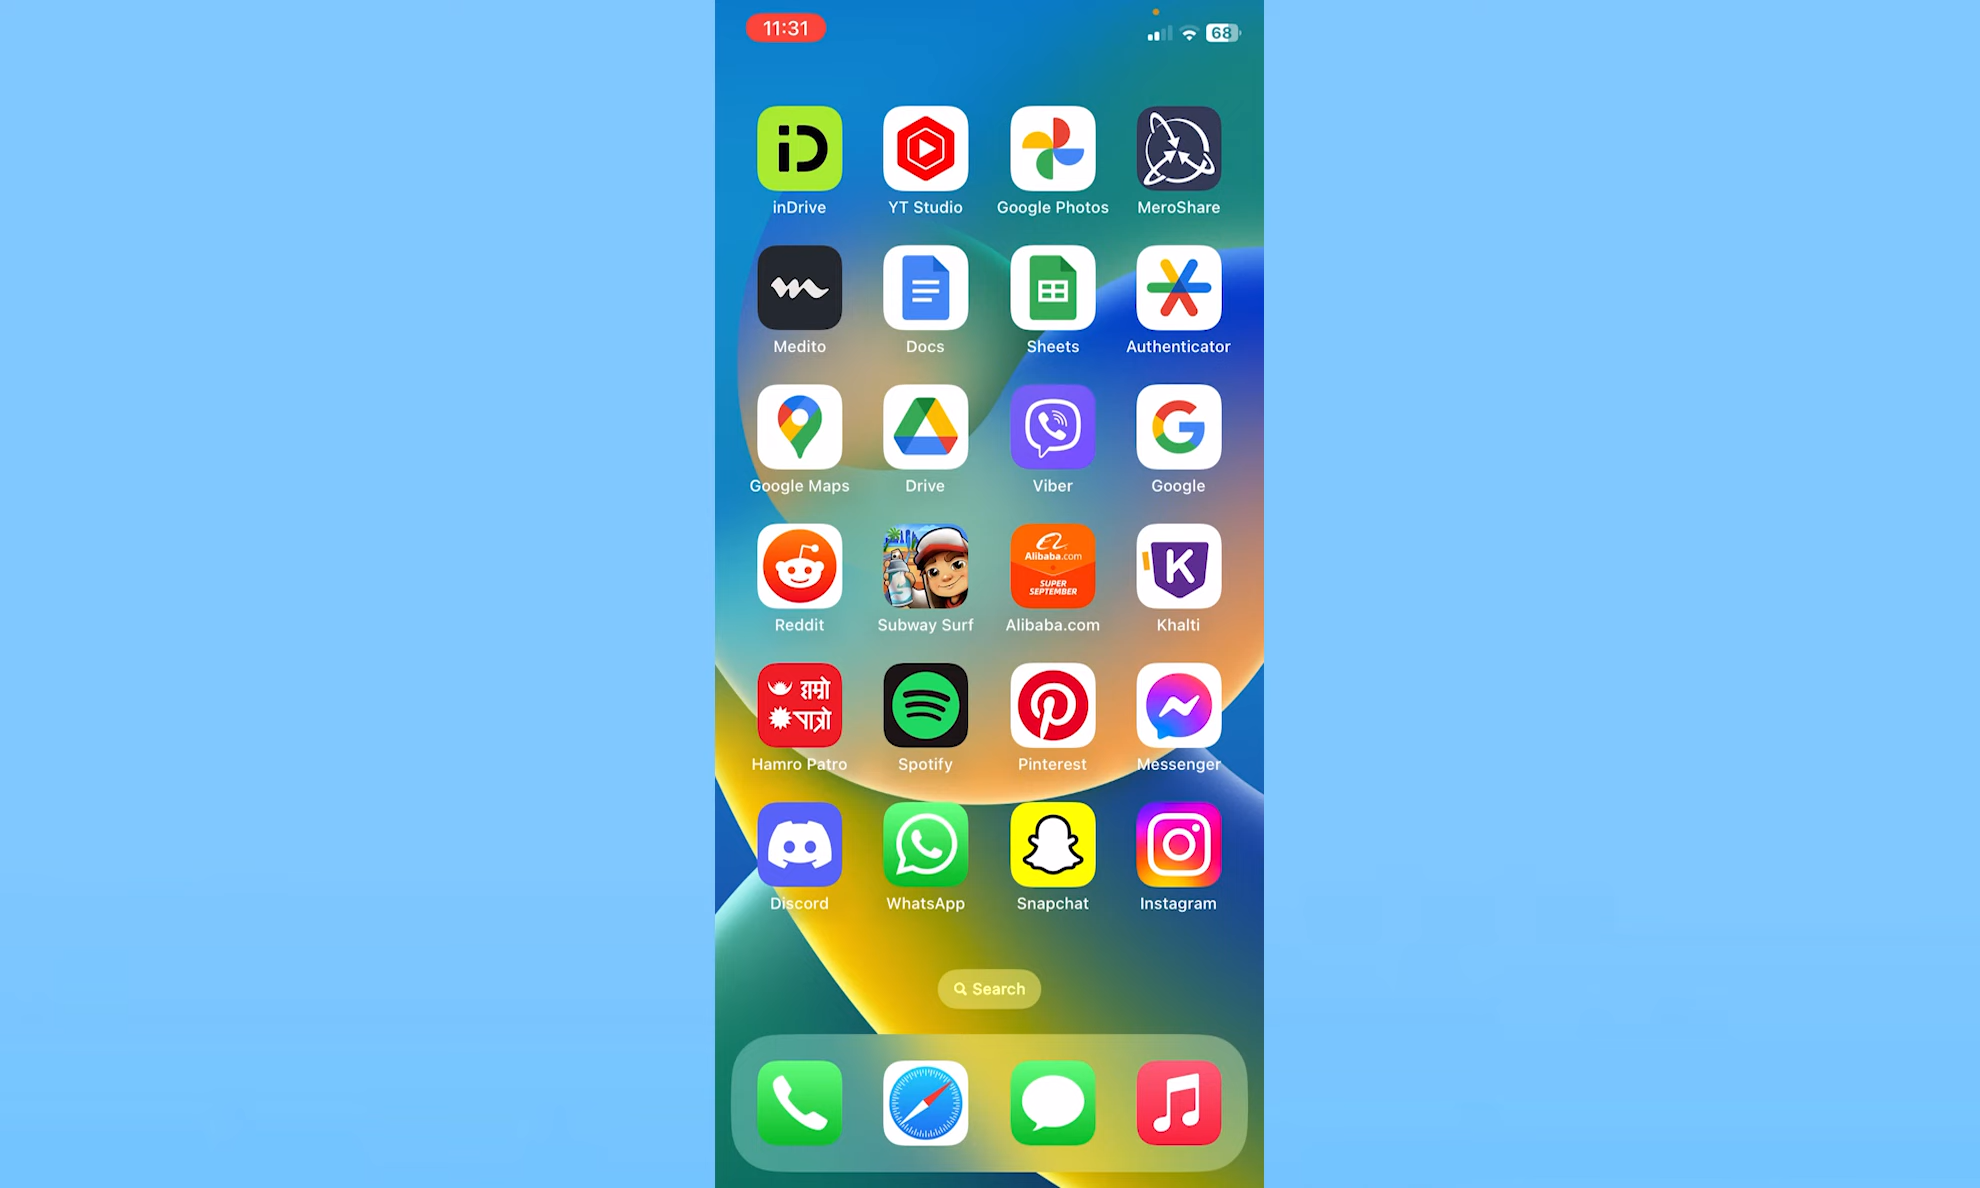 11:31
68
iD
inDrive
YT Studio
Google Photos
MeroShare
Medito
Docs
Sheets
Authenticator
Google Maps
Drive
Viber
G
Google
Reddit
Subway Surf
Alibaba.com
SUPER
SEPTEMBER
Alibaba.com
K
Khalti
हाम्रो
पात्रो
Hamro Patro
Spotify
Pinterest
Messenger
Discord
WhatsApp
Snapchat
Instagram
Search